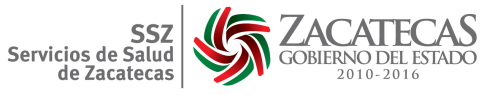 SSZ
Servicios de Salud
de Zacatecas
ZACATECAS
GOBIERNO DEL ESTADO
2010-2016